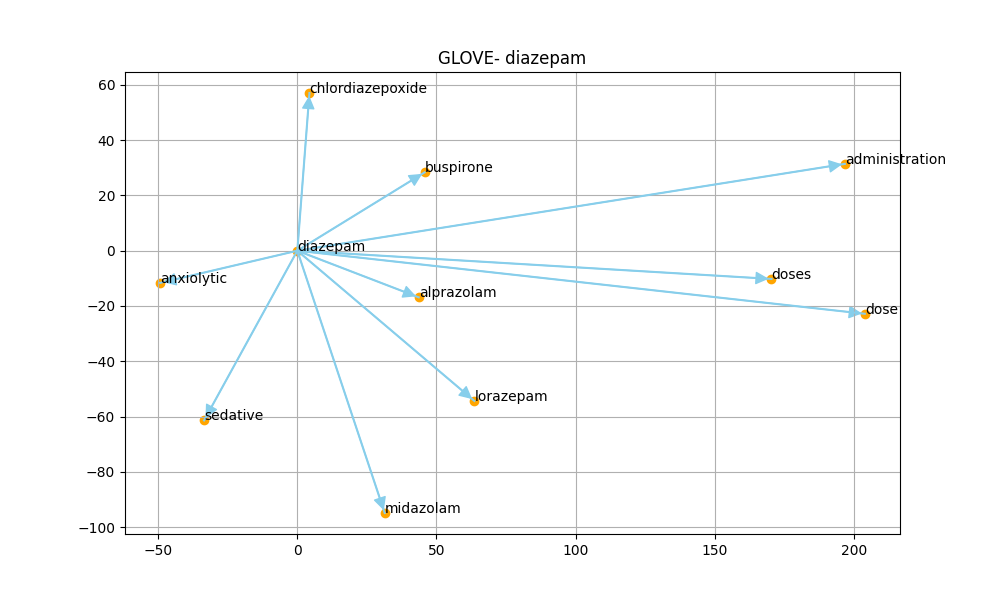 GLOVE- diazepam
60
40
20
0
−20
−40
−60
−80
−100
chlordiazepoxide
buspirone
administration
diazepam
anxiolytic
doses
alprazolam
dose
lorazepam
sedative
midazolam
−50
0
50
100
150
200